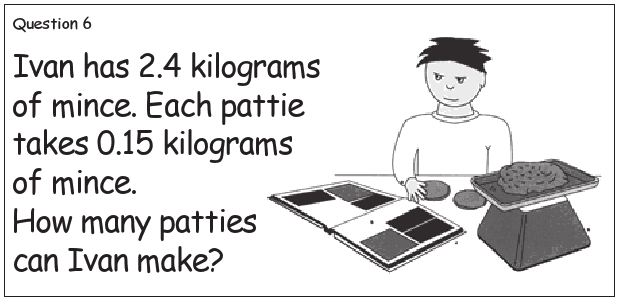 Question 6
Ivan has 2.4 kilograms
of mince. Each pattie
takes 0.15 kilograms
of mince.
How many patties
can Ivan make?